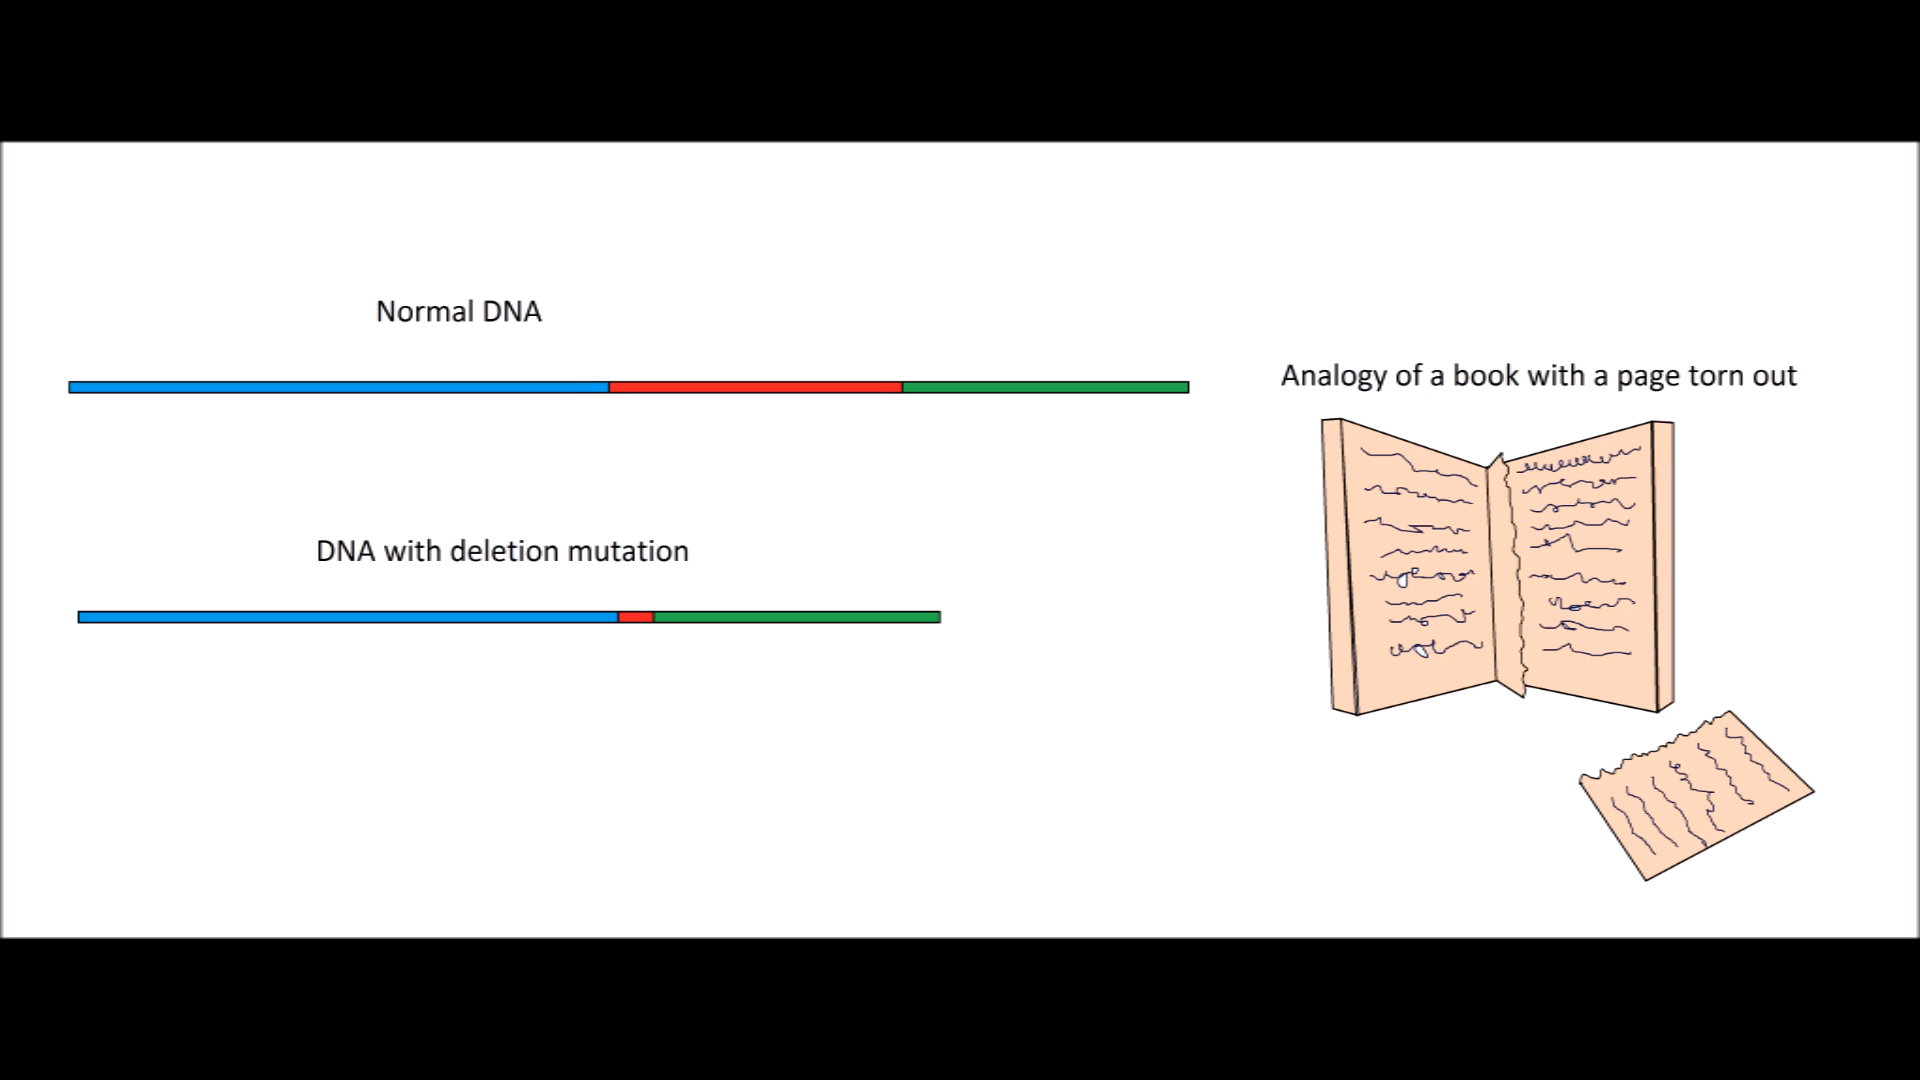 Normal DNA
Analogy of a book with a page torn out
DNA with deletion mutation